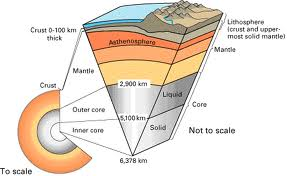 Crust 0-100 km
thick
Asthenosphere
Lithosphere
(crust and upper-
most solid mantle)
Mantle
Mantle
Crust
2,900 km
Liquid
Core
Outer core
5,100 km
Inner core
Solid
Not to scale
To scale
6,378 km